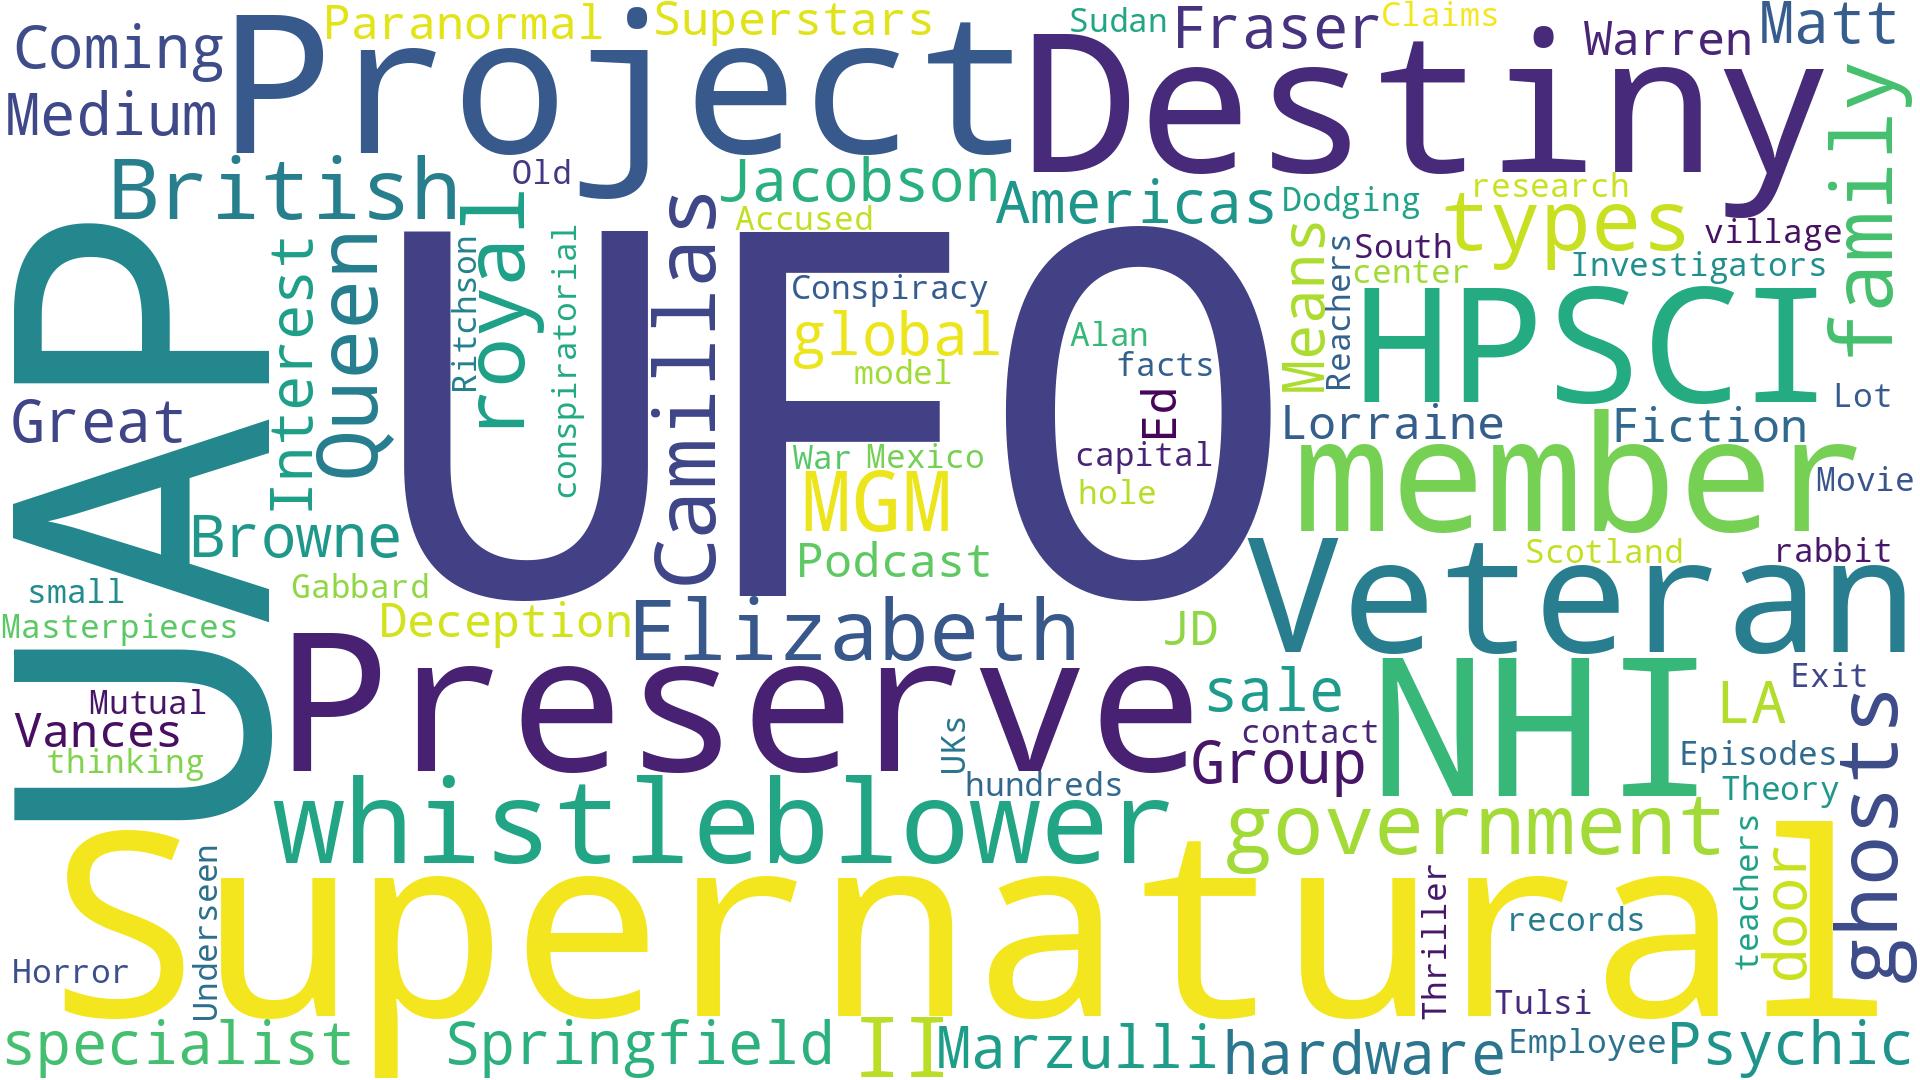 Coming
Paranormal
Superstars
Project
Sudan
Fraser
Claims
Destiny
Warren
Matt
Medium
British
Old
royal
Jacobson
Accused
Americas
Dodging
research
types
village
family
UAP
Interest
Queen
Ritchson
conspiratorial
UFO
Camillas
Conspiracy
global
model
Alan
facts
Ed
capital
hole
Means
Reachers
South
center
Investigators
HPSCI
Lot
Great
War
Mexico
MGM
Podcast
Lorraine
Fiction
member
Movie
Browne
small
Masterpieces
Gabbard
Deception
Elizabeth
JD
Veteran
Scotland
rabbit
Preserve
Mutual
Vances
thinking
UKs
hundreds
sale
contact
Group
NHI
LA
Exit
Episodes
Theory
ghosts
whistleblower
government
Supernatural
Underseen
Horror
Thriller
records
teachers
door
Tulsi
specialist
Springfield
II
Marzulli
hardware
Employee
Psychic